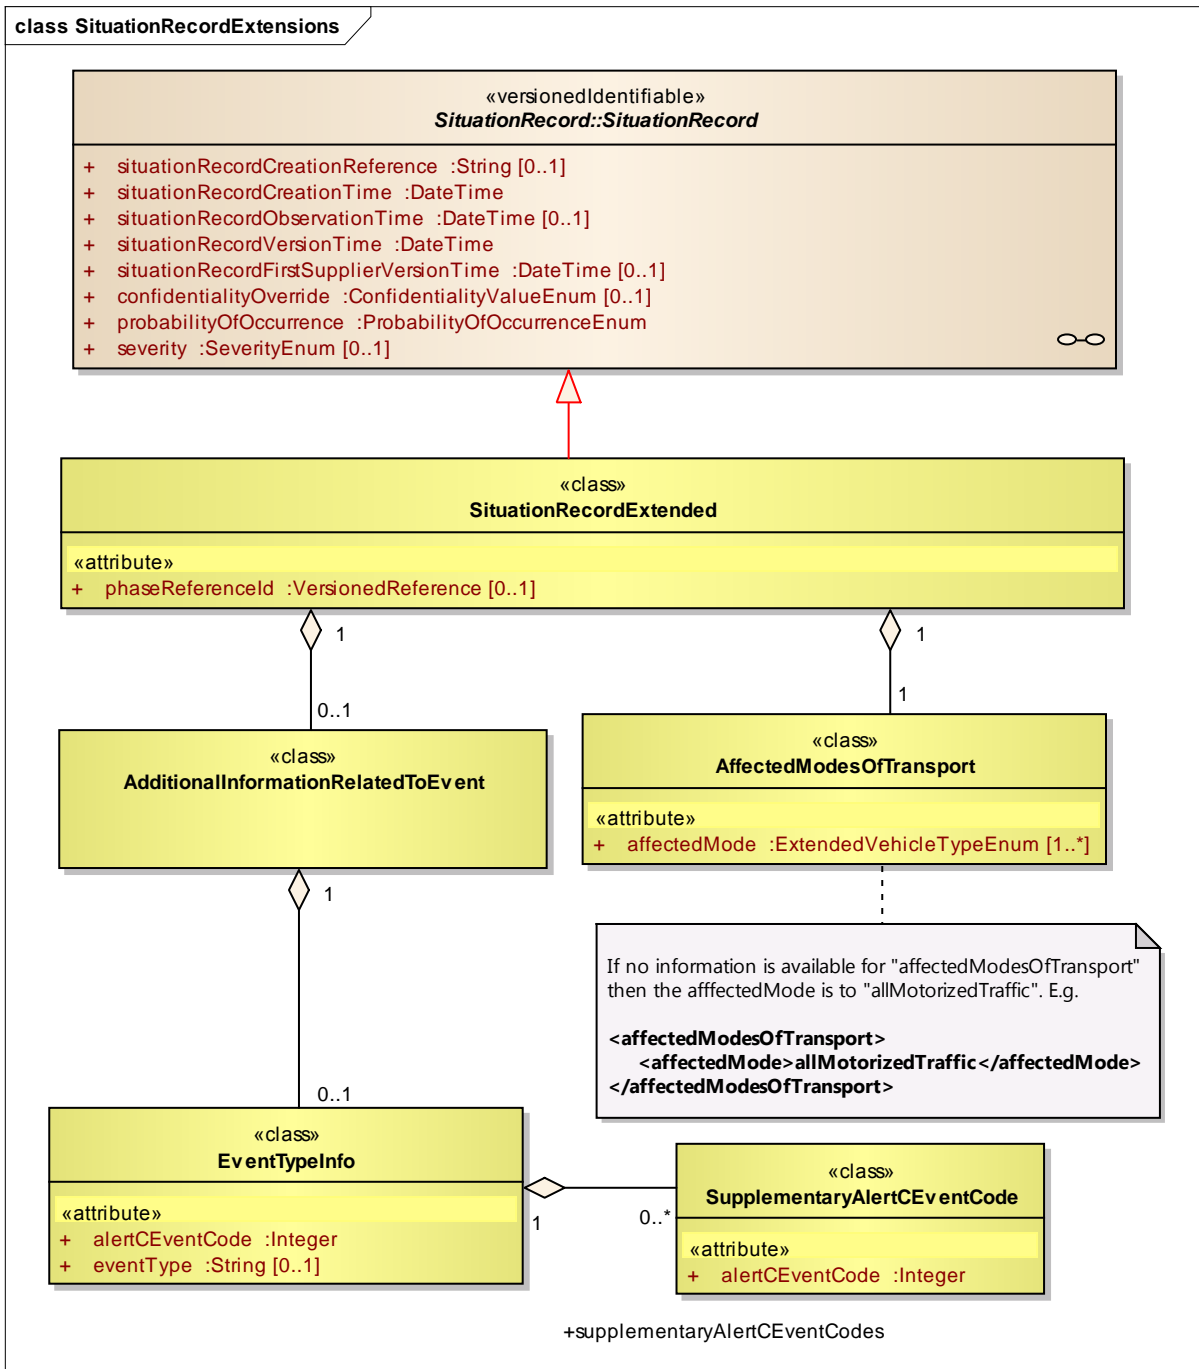 class SituationRecordExtensions
«versionedIdentifiable»
SituationRecord::SituationRecord
+ situationRecordCreationReference :String [0..1]
+ situationRecordCreationTime :DateTime
+ situationRecordObservationTime :DateTime [0..1]
+ situationRecordVersionTime :DateTime
+ situationRecordFirstSupplierVersionTime :DateTime [0..1]
+ confidentialityOverride :ConfidentialityValueEnum [0..1]
+ probabilityOfOccurrence :ProbabilityOfOccurrenceEnum
+ severity :SeverityEnum [0..1]
«class»
SituationRecordExtended
«attribute»
+ phaseReferenceId :VersionedReference [0..1]
1
1
0..1
1
«class»
AdditionalInformationRelatedToEvent
«class»
AffectedModesOfTransport
«attribute»
+ affectedMode :ExtendedVehicleTypeEnum [1..*]
1
If no information is available for "affectedModesOfTransport"
then the afffectedMode is to "allMotorizedTraffic". E.g.
<affectedModesOfTransport>
<affectedMode>allMotorizedTraffic</affectedMode>
</affectedModesOfTransport>
0..1
«class»
EventTypeInfo
«attribute»
+ alertCEventCode :Integer
+ eventType :String [0..1]
1
0..*
«class»
SupplementaryAlertCEventCode
«attribute»
+ alertCEventCode :Integer
+supplementaryAlertCEventCodes